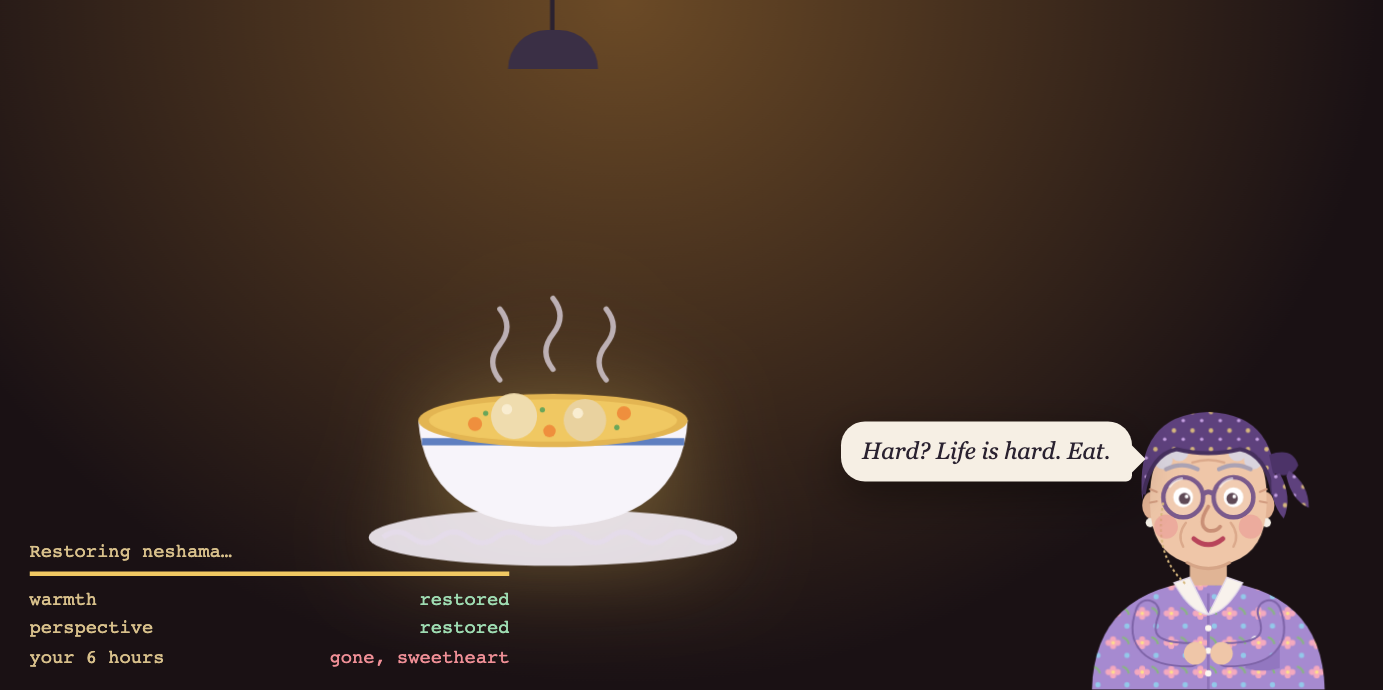 Hard? Life is hard. Eat.
Restoring neshama…
warmth restored
perspective restored
your 6 hours gone, sweetheart